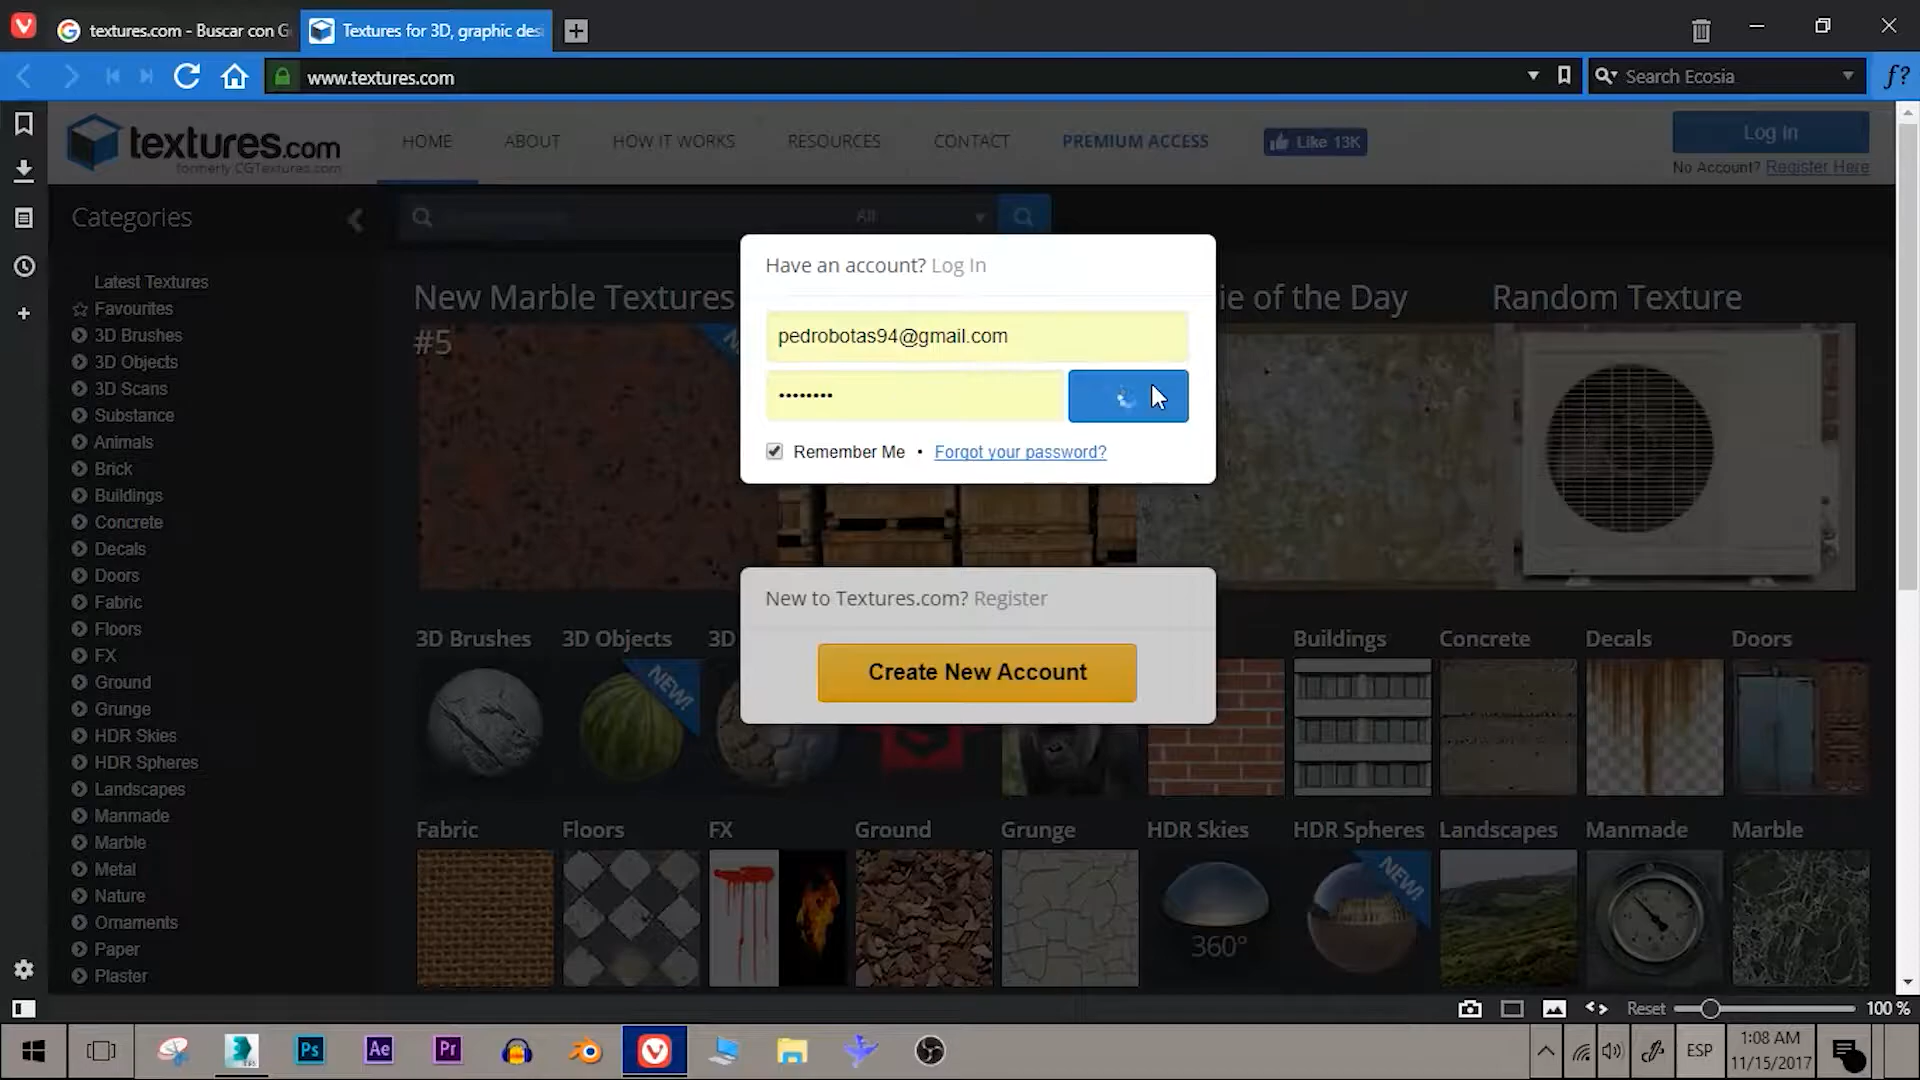 textures.com - Buscar con G
Textures for 3D, graphic des
www.textures.com
Search Ecosia
textures.com
formerly CGTextures.com
HOME
ABOUT
HOW IT WORKS
RESOURCES
CONTACT
PREMIUM ACCESS
Like 13K
Log In
No Account? Register Here
Categories
All
Latest Textures
Favourites
3D Brushes
3D Objects
3D Scans
Substance
Animals
Brick
Buildings
Concrete
Decals
Doors
Fabric
Floors
FX
Ground
Grunge
HDR Skies
HDR Spheres
Landscapes
Manmade
Marble
Metal
Nature
Ornaments
Paper
Plaster
New Marble Textures
#5
ie of the Day
Random Texture
Have an account? Log In
pedrobotas94@gmail.com
••••••••
Remember Me • Forgot your password?
New to Textures.com? Register
Create New Account
3D Brushes
3D Objects
3D
Buildings
Concrete
Decals
Doors
NEW!
Fabric
Floors
FX
Ground
Grunge
HDR Skies
HDR Spheres
Landscapes
Manmade
Marble
360°
NEW!
Reset
100 %
Ps
Ae
Pr
ESP
1:08 AM
11/15/2017